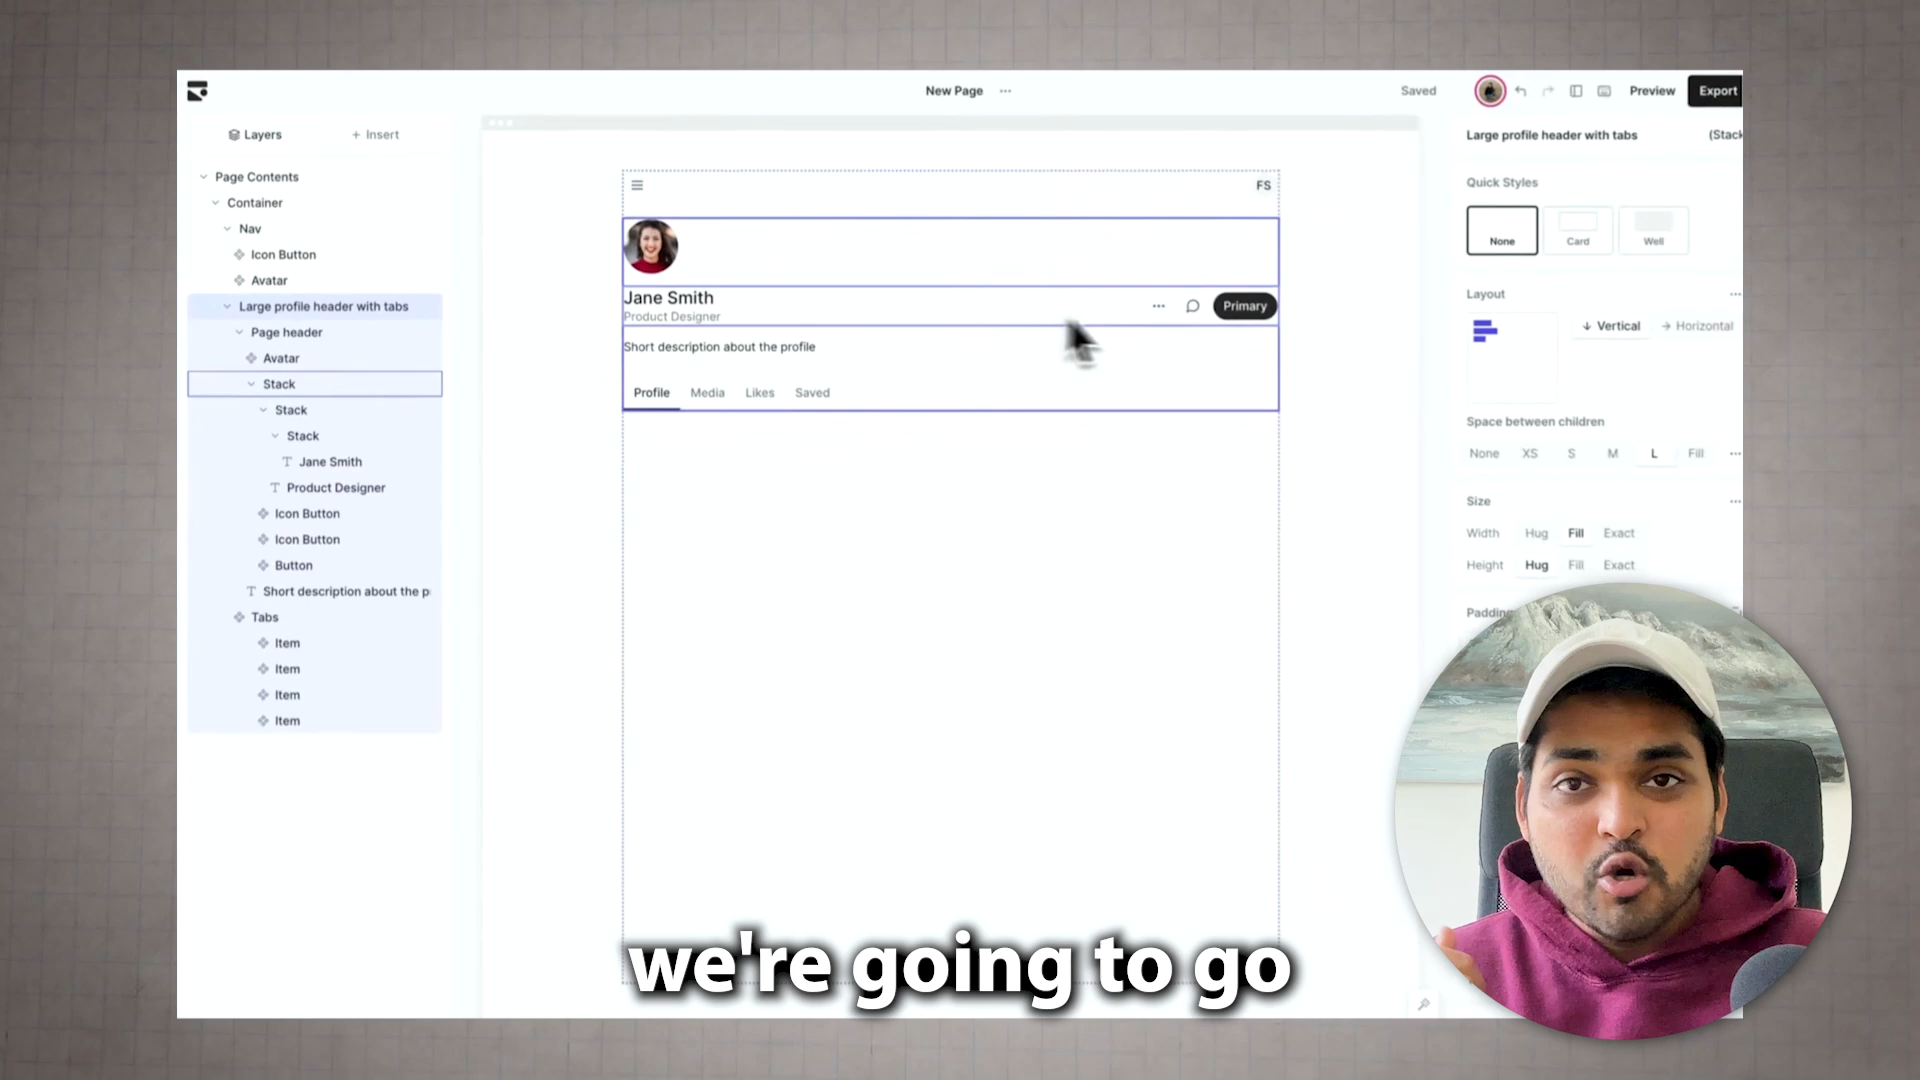 New Page
Saved
Preview
Export
Layers
+ Insert
Page Contents
Container
Nav
Icon Button
Avatar
Large profile header with tabs
Page header
Avatar
Stack
Stack
Stack
Jane Smith
Product Designer
Icon Button
Icon Button
Button
Short description about the p
Tabs
Item
Item
Item
Item
FS
Jane Smith
Product Designer
Primary
Short description about the profile
Profile Media Likes Saved
Large profile header with tabs (Stack
Quick Styles
None Card Well
Layout
Vertical Horizontal
Space between children
None XS S M L Fill
Size
Width Hug Fill Exact
Height Hug Fill Exact
we're going to go